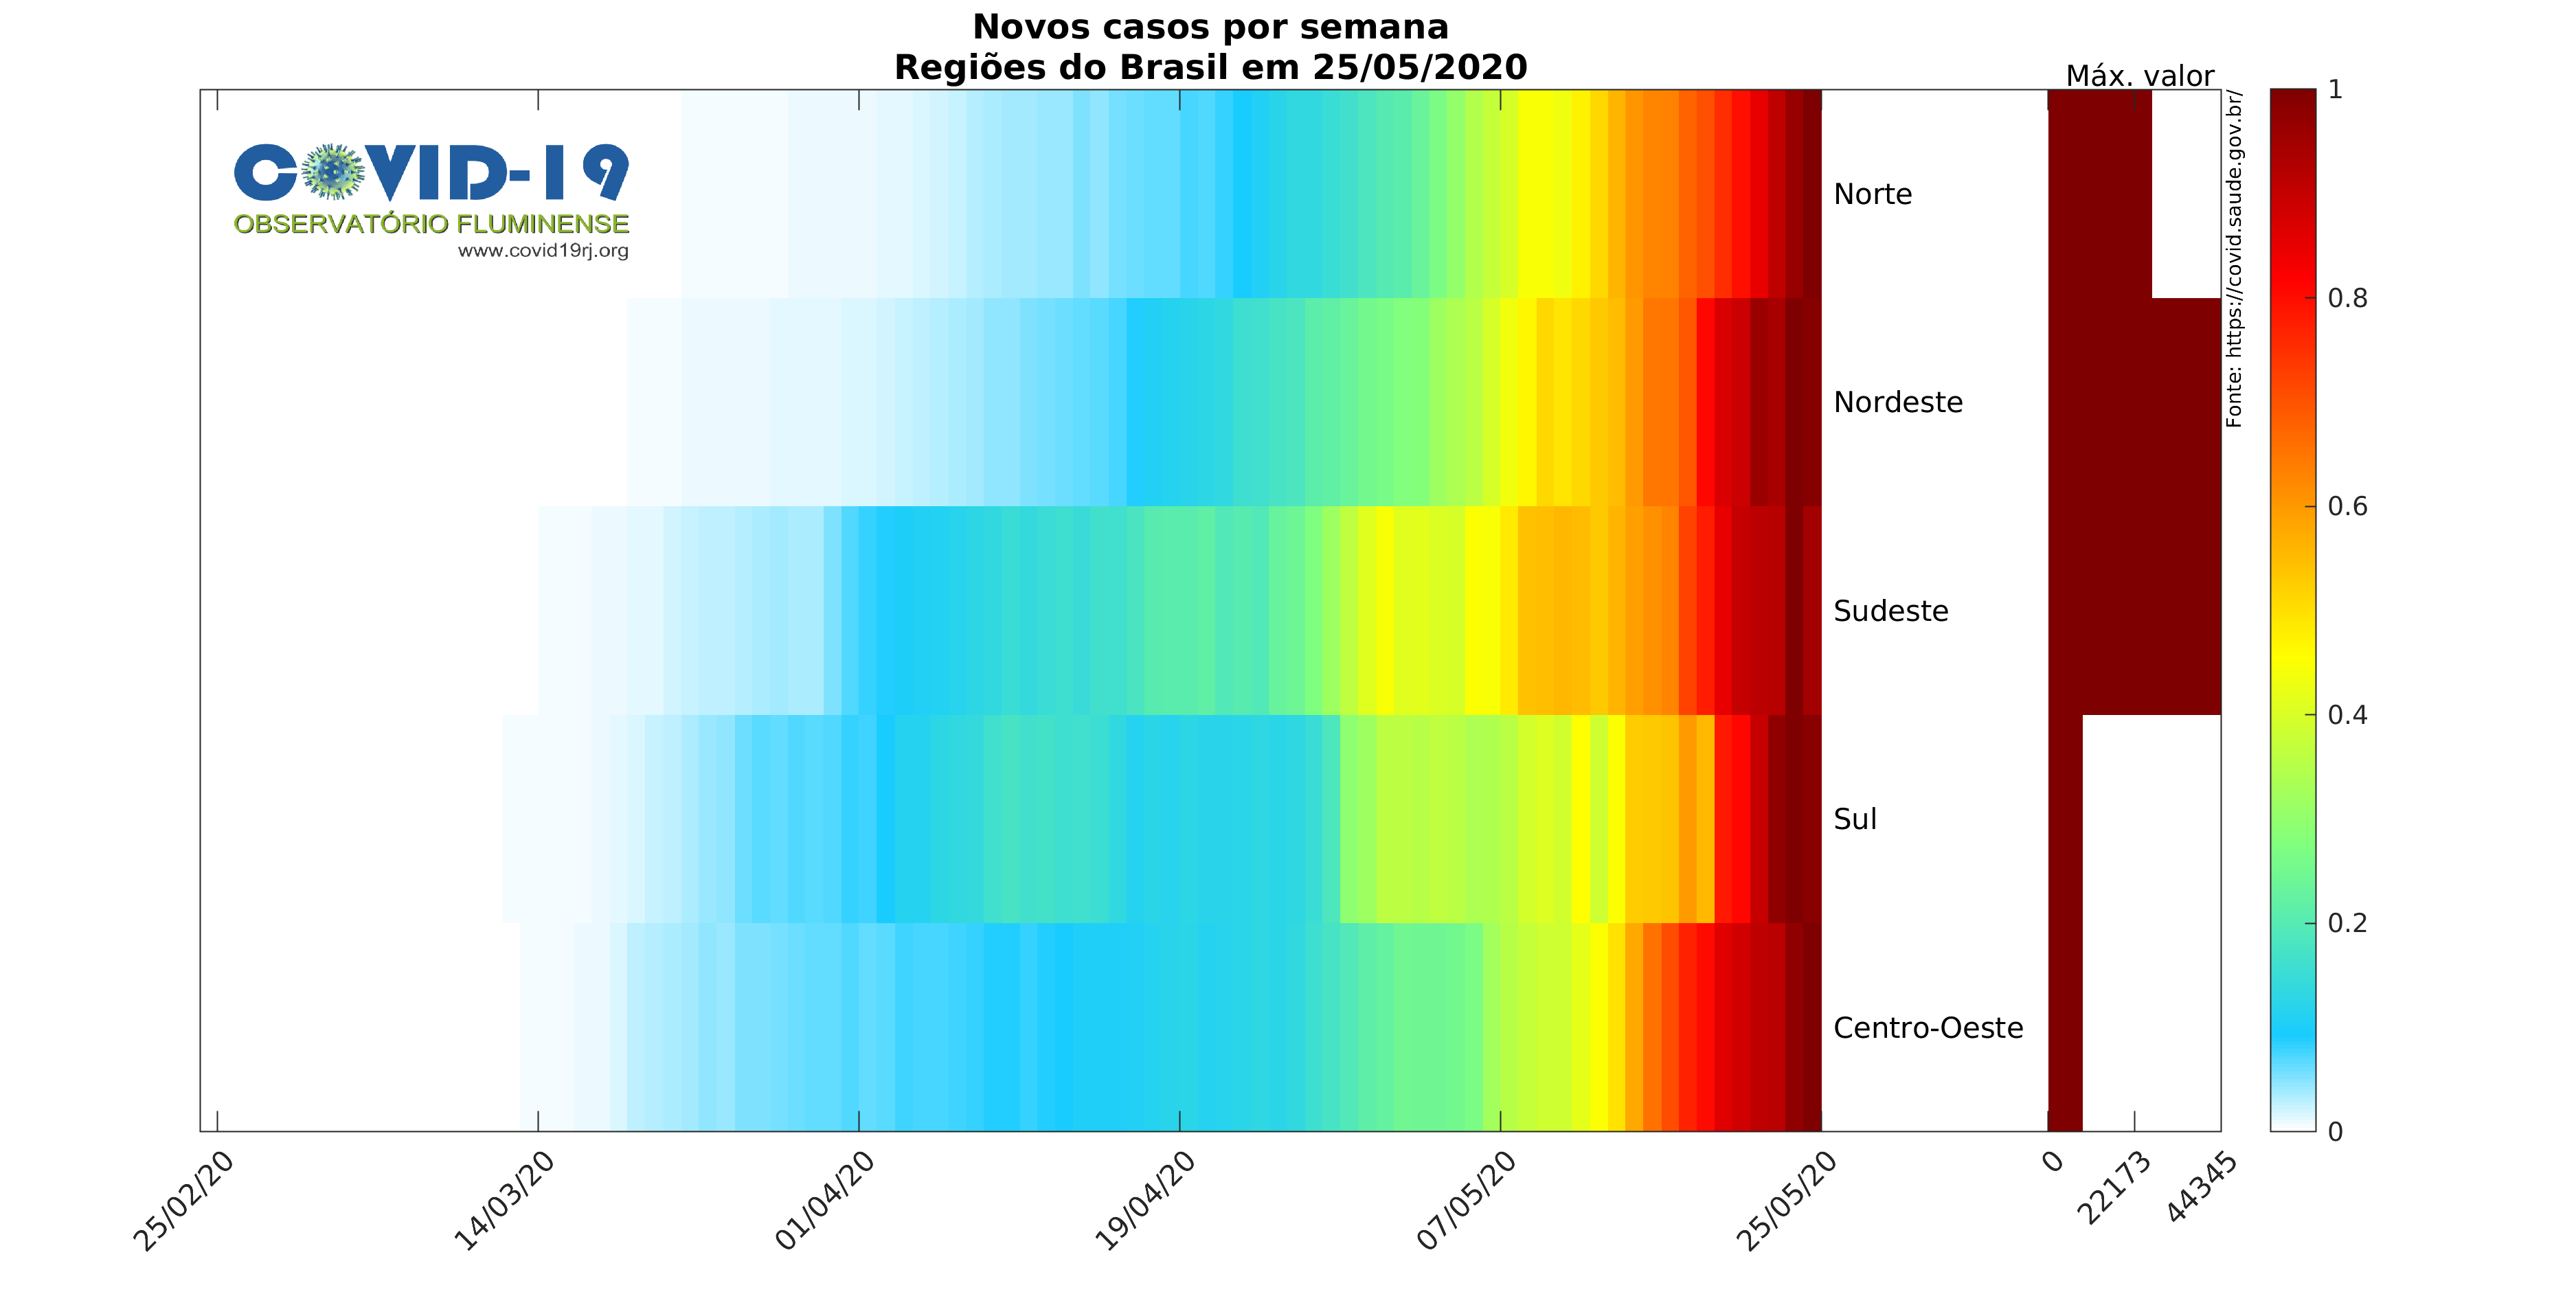 Novos casos por semana
Regiões do Brasil em 25/05/2020
Máx. valor
COVID-19
OBSERVATÓRIO FLUMINENSE
www.covid19rj.org
Norte
Nordeste
Sudeste
Sul
Centro-Oeste
Fonte: https://covid.saude.gov.br/
1
0.8
0.6
0.4
0.2
0
25/02/20
14/03/20
01/04/20
19/04/20
07/05/20
25/05/20
0
22173
44345